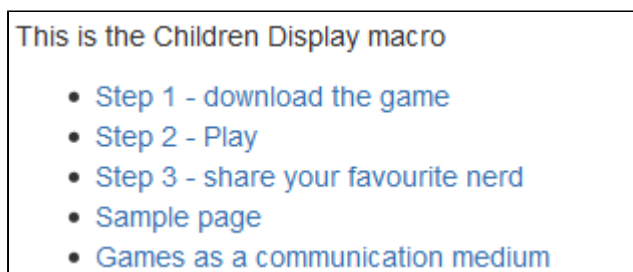 This is the Children Display macro
Step 1 - download the game
Step 2 - Play
Step 3 - share your favourite nerd
Sample page
Games as a communication medium